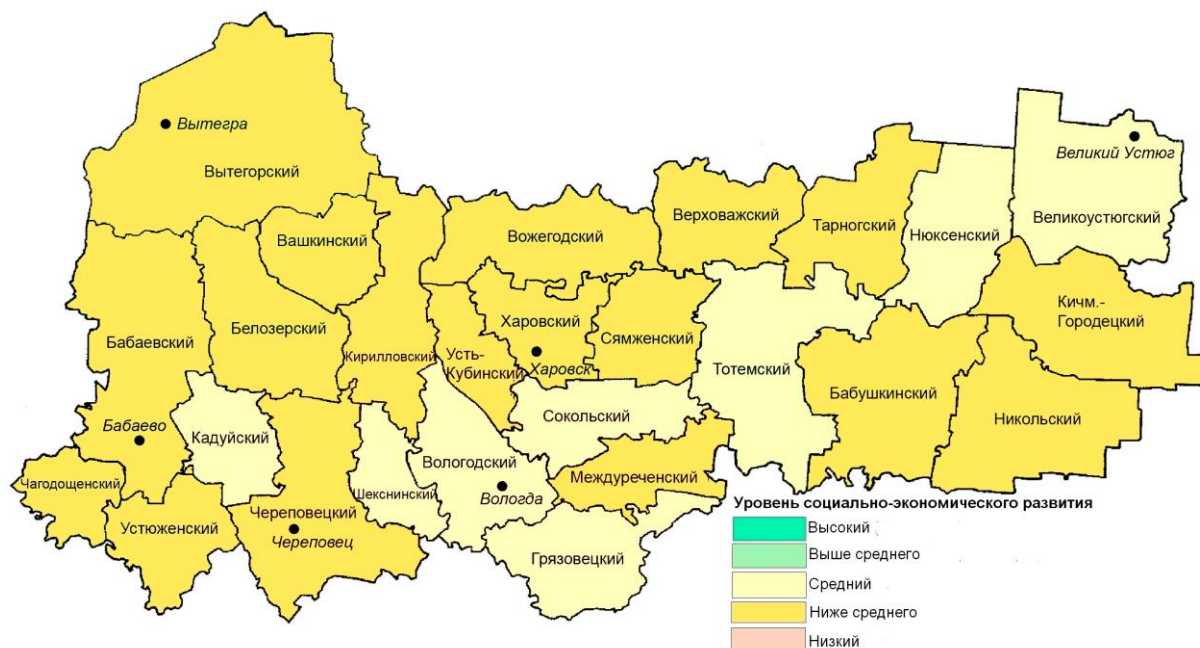 Вытегра
Вытегорский
Великий Устюг
Великоустюгский
Верховажский
Тарногский
Нюксенский
Вашкинский
Вожегодский
Кичм.-
Городецкий
Белозерский
Харовский
Сямженский
Бабаевский
Кирилловский
Усть-
Кубинский
Харовск
Тотемский
Бабушкинский
Никольский
Сокольский
Бабаево
Кадуйский
Вологодский
Междуреченский
Чагодощенский
Шекснинский
Вологда
Устюженский
Череповецкий
Череповец
Грязовецкий
Уровень социально-экономического развития
Высокий
Выше среднего
Средний
Ниже среднего
Низкий